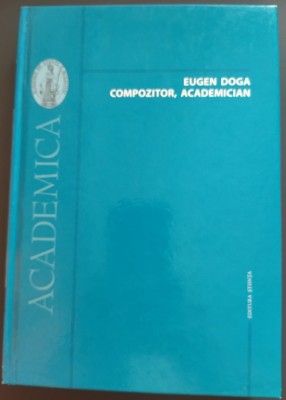 EUGEN DOGA
COMPOZITOR, ACADEMICIAN
ACADEMICA
EDITURA ŞTIINŢA